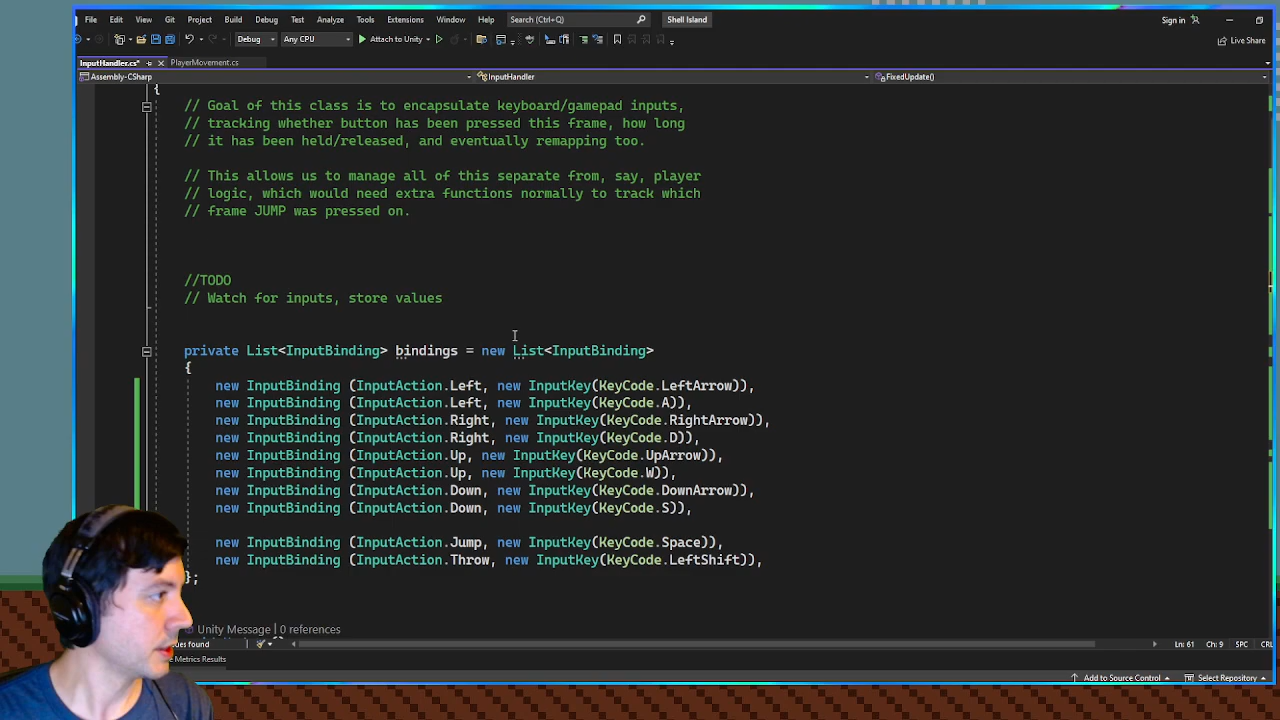 File Edit View Git Project Build Debug Test Analyze Tools Extensions Window Help Search (Ctrl+Q) Shell Island Sign in
Debug Any CPU Attach to Unity Live Share
InputHandler.cs* PlayerMovement.cs
Assembly-CSharp InputHandler FixedUpdate()
{
// Goal of this class is to encapsulate keyboard/gamepad inputs,
// tracking whether button has been pressed this frame, how long
// it has been held/released, and eventually remapping too.
// This allows us to manage all of this separate from, say, player
// logic, which would need extra functions normally to track which
// frame JUMP was pressed on.
//TODO
// Watch for inputs, store values
private List<InputBinding> bindings = new List<InputBinding>
{
new InputBinding (InputAction.Left, new InputKey(KeyCode.LeftArrow)),
new InputBinding (InputAction.Left, new InputKey(KeyCode.A)),
new InputBinding (InputAction.Right, new InputKey(KeyCode.RightArrow)),
new InputBinding (InputAction.Right, new InputKey(KeyCode.D)),
new InputBinding (InputAction.Up, new InputKey(KeyCode.UpArrow)),
new InputBinding (InputAction.Up, new InputKey(KeyCode.W)),
new InputBinding (InputAction.Down, new InputKey(KeyCode.DownArrow)),
new InputBinding (InputAction.Down, new InputKey(KeyCode.S)),
new InputBinding (InputAction.Jump, new InputKey(KeyCode.Space)),
new InputBinding (InputAction.Throw, new InputKey(KeyCode.LeftShift)),
};
Unity Message | 0 references
ues found Ln: 61 Ch: 9 SPC CRL
e Metrics Results
Add to Source Control Select Repository